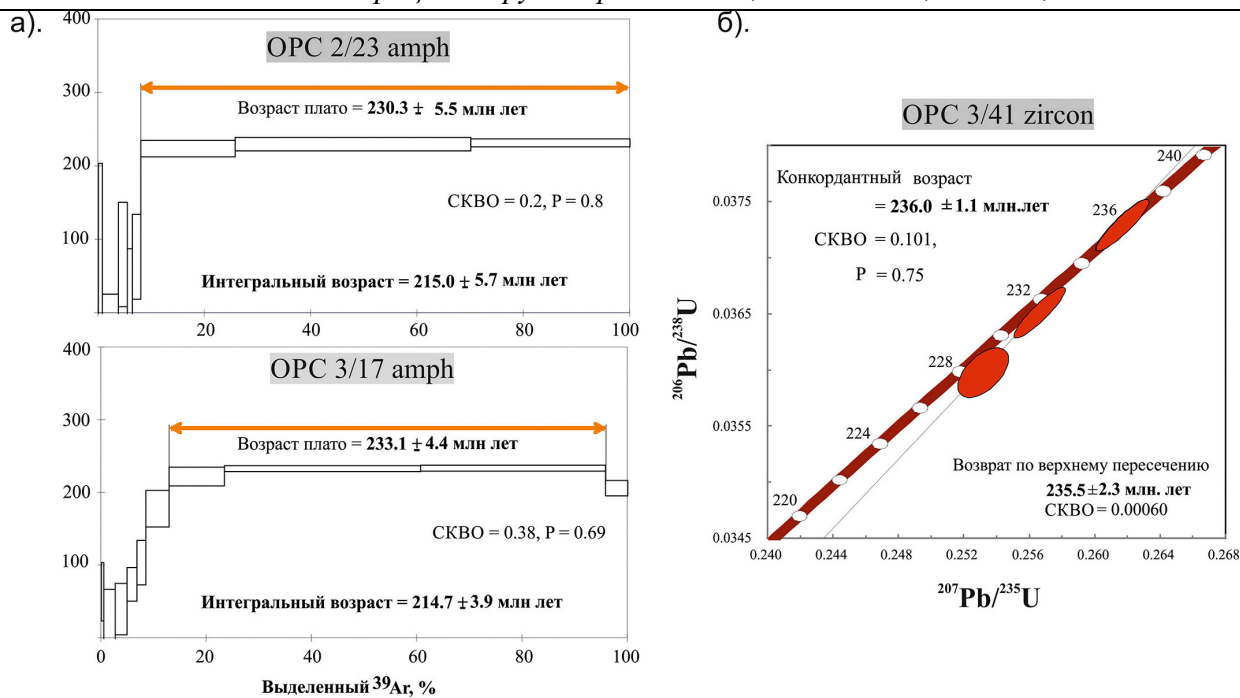 а).
400
OPC 2/23 amph
300
Возраст плато = 230.3 ± 5.5 млн лет
200
СКВО = 0.2, P = 0.8
100
Интегральный возраст = 215.0 ± 5.7 млн лет
20 40 60 80 100
400
OPC 3/17 amph
300
Возраст плато = 233.1 ± 4.4 млн лет
200
СКВО = 0.38, P = 0.69
100
Интегральный возраст = 214.7 ± 3.9 млн лет
0 20 40 60 80 100
Выделенный ³⁹Ar, %
б).
OPC 3/41 zircon
240
Конкордантный возраст
236
= 236.0 ± 1.1 млн.лет
0.0375
СКВО = 0.101,
P = 0.75
232
0.0365
²⁰⁶Pb/²³⁸U
228
0.0355
224
Возврат по верхнему пересечению
235.5 ± 2.3 млн. лет
220
СКВО = 0.00060
0.0345
0.240 0.244 0.248 0.252 0.256 0.260 0.264 0.268
²⁰⁷Pb/²³⁵U